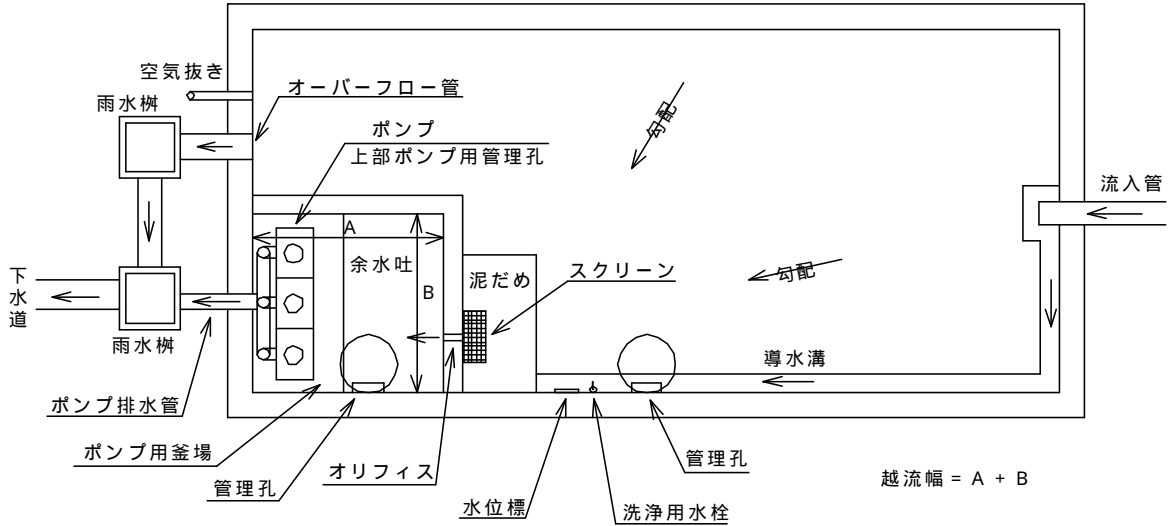 空気抜き
雨水桝
オーバーフロー管
ポンプ
上部ポンプ用管理孔
勾配
流入管
A
余水吐
B
泥だめ
スクリーン
勾配
下水道
雨水桝
導水溝
ポンプ排水管
ポンプ用釜場
管理孔
オリフィス
水位標
洗浄用水栓
管理孔
越流幅 = A + B